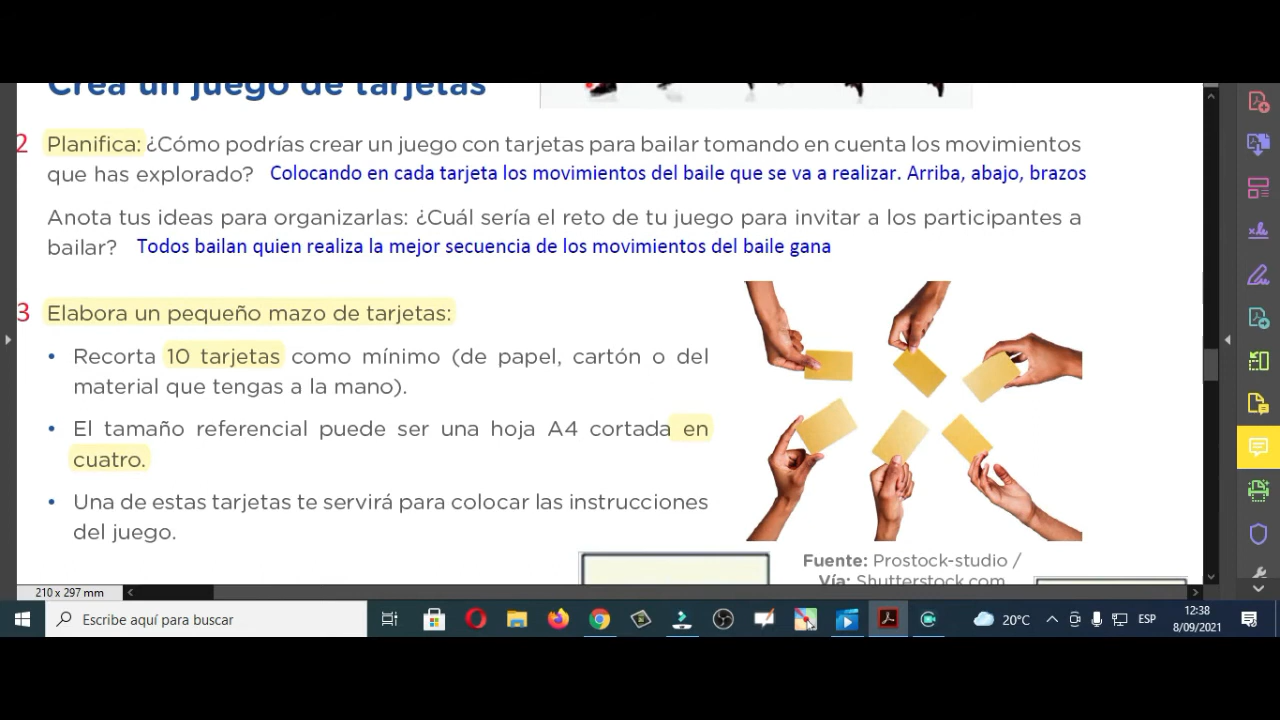 Crea un juego de tarjetas
2 Planifica: ¿Cómo podrías crear un juego con tarjetas para bailar tomando en cuenta los movimientos
que has explorado? Colocando en cada tarjeta los movimientos del baile que se va a realizar. Arriba, abajo, brazos
Anota tus ideas para organizarlas: ¿Cuál sería el reto de tu juego para invitar a los participantes a
bailar? Todos bailan quien realiza la mejor secuencia de los movimientos del baile gana
3 Elabora un pequeño mazo de tarjetas:
• Recorta 10 tarjetas como mínimo (de papel, cartón o del
material que tengas a la mano).
• El tamaño referencial puede ser una hoja A4 cortada en
cuatro.
• Una de estas tarjetas te servirá para colocar las instrucciones
del juego.
Fuente: Prostock-studio /
Vía: Shutterstock.com
210 x 297 mm
Escribe aquí para buscar
20°C
ESP
12:38
8/09/2021